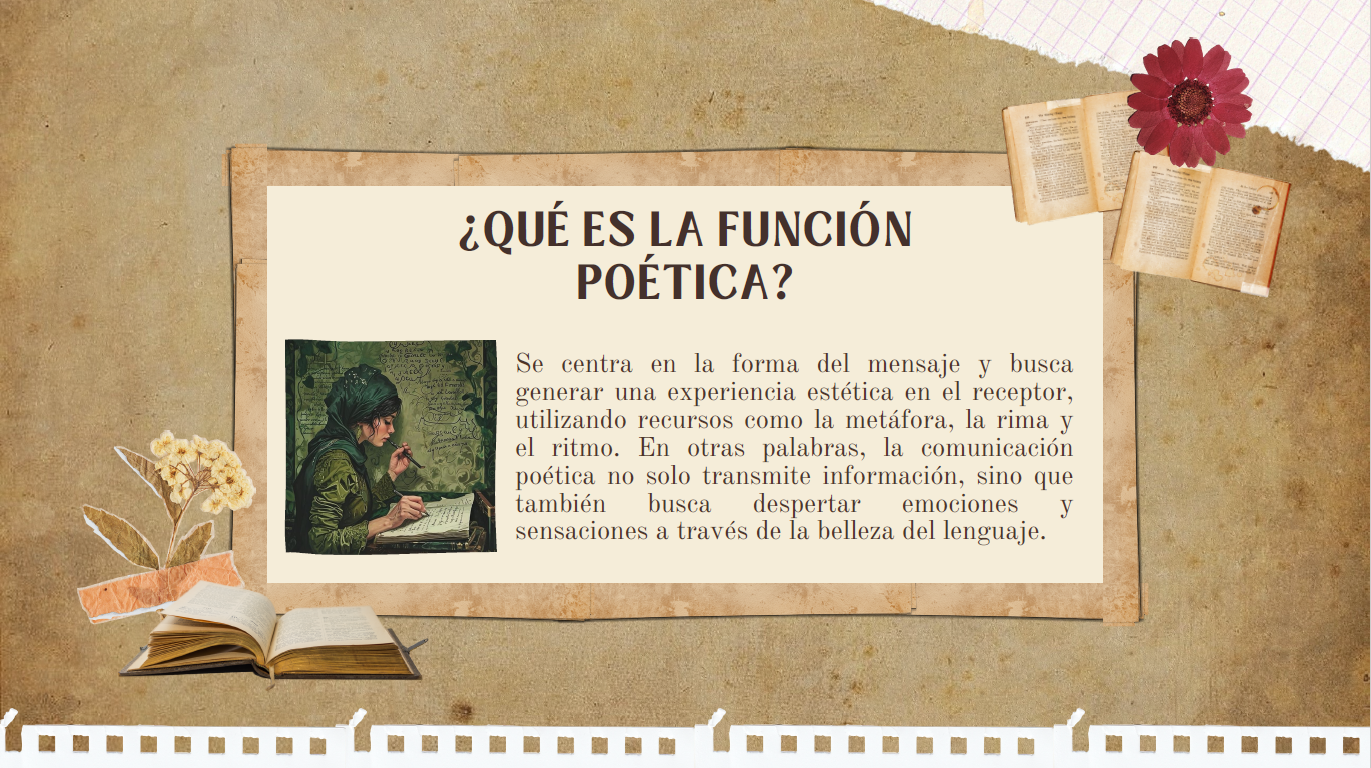 ¿QUÉ ES LA FUNCIÓN
POÉTICA?
Se centra en la forma del mensaje y busca
generar una experiencia estética en el receptor,
utilizando recursos como la metáfora, la rima y
el ritmo. En otras palabras, la comunicación
poética no solo transmite información, sino que
también busca despertar emociones y
sensaciones a través de la belleza del lenguaje.